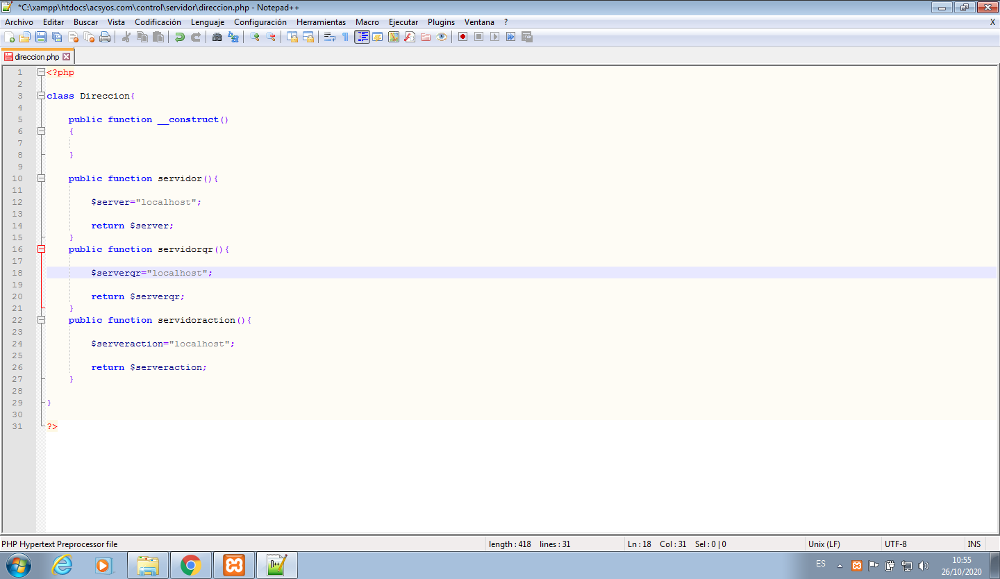 *C:\xampp\htdocs\acsyos.com\control\servidor\direccion.php - Notepad++
Archivo Editar Buscar Vista Codificación Lenguaje Configuración Herramientas Macro Ejecutar Plugins Ventana ? X
direccion.php
1 <?php
2
3 class Direccion{
4
5 public function __construct()
6 {
7
8 }
9
10 public function servidor(){
11
12 $server="localhost";
13
14 return $server;
15 }
16 public function servidorqr(){
17
18 $serverqr="localhost";
19
20 return $serverqr;
21 }
22 public function servidoraction(){
23
24 $serveraction="localhost";
25
26 return $serveraction;
27 }
28
29 }
30
31 ?>
PHP Hypertext Preprocessor file length : 418 lines : 31 Ln : 18 Col : 31 Sel : 0 | 0 Unix (LF) UTF-8 INS
ES 10:55
26/10/2020